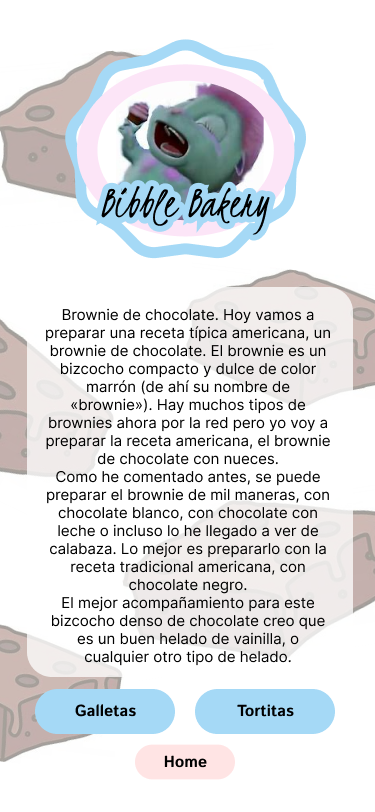 Bibble Bakery
Brownie de chocolate. Hoy vamos a
preparar una receta típica americana, un
brownie de chocolate. El brownie es un
bizcocho compacto y dulce de color
marrón (de ahí su nombre de
«brownie»). Hay muchos tipos de
brownies ahora por la red pero yo voy a
preparar la receta americana, el brownie
de chocolate con nueces.
Como he comentado antes, se puede
preparar el brownie de mil maneras, con
chocolate blanco, con chocolate con
leche o incluso lo he llegado a ver de
calabaza. Lo mejor es prepararlo con la
receta tradicional americana, con
chocolate negro.
El mejor acompañamiento para este
bizcocho denso de chocolate creo que
es un buen helado de vainilla, o
cualquier otro tipo de helado.
Galletas
Tortitas
Home